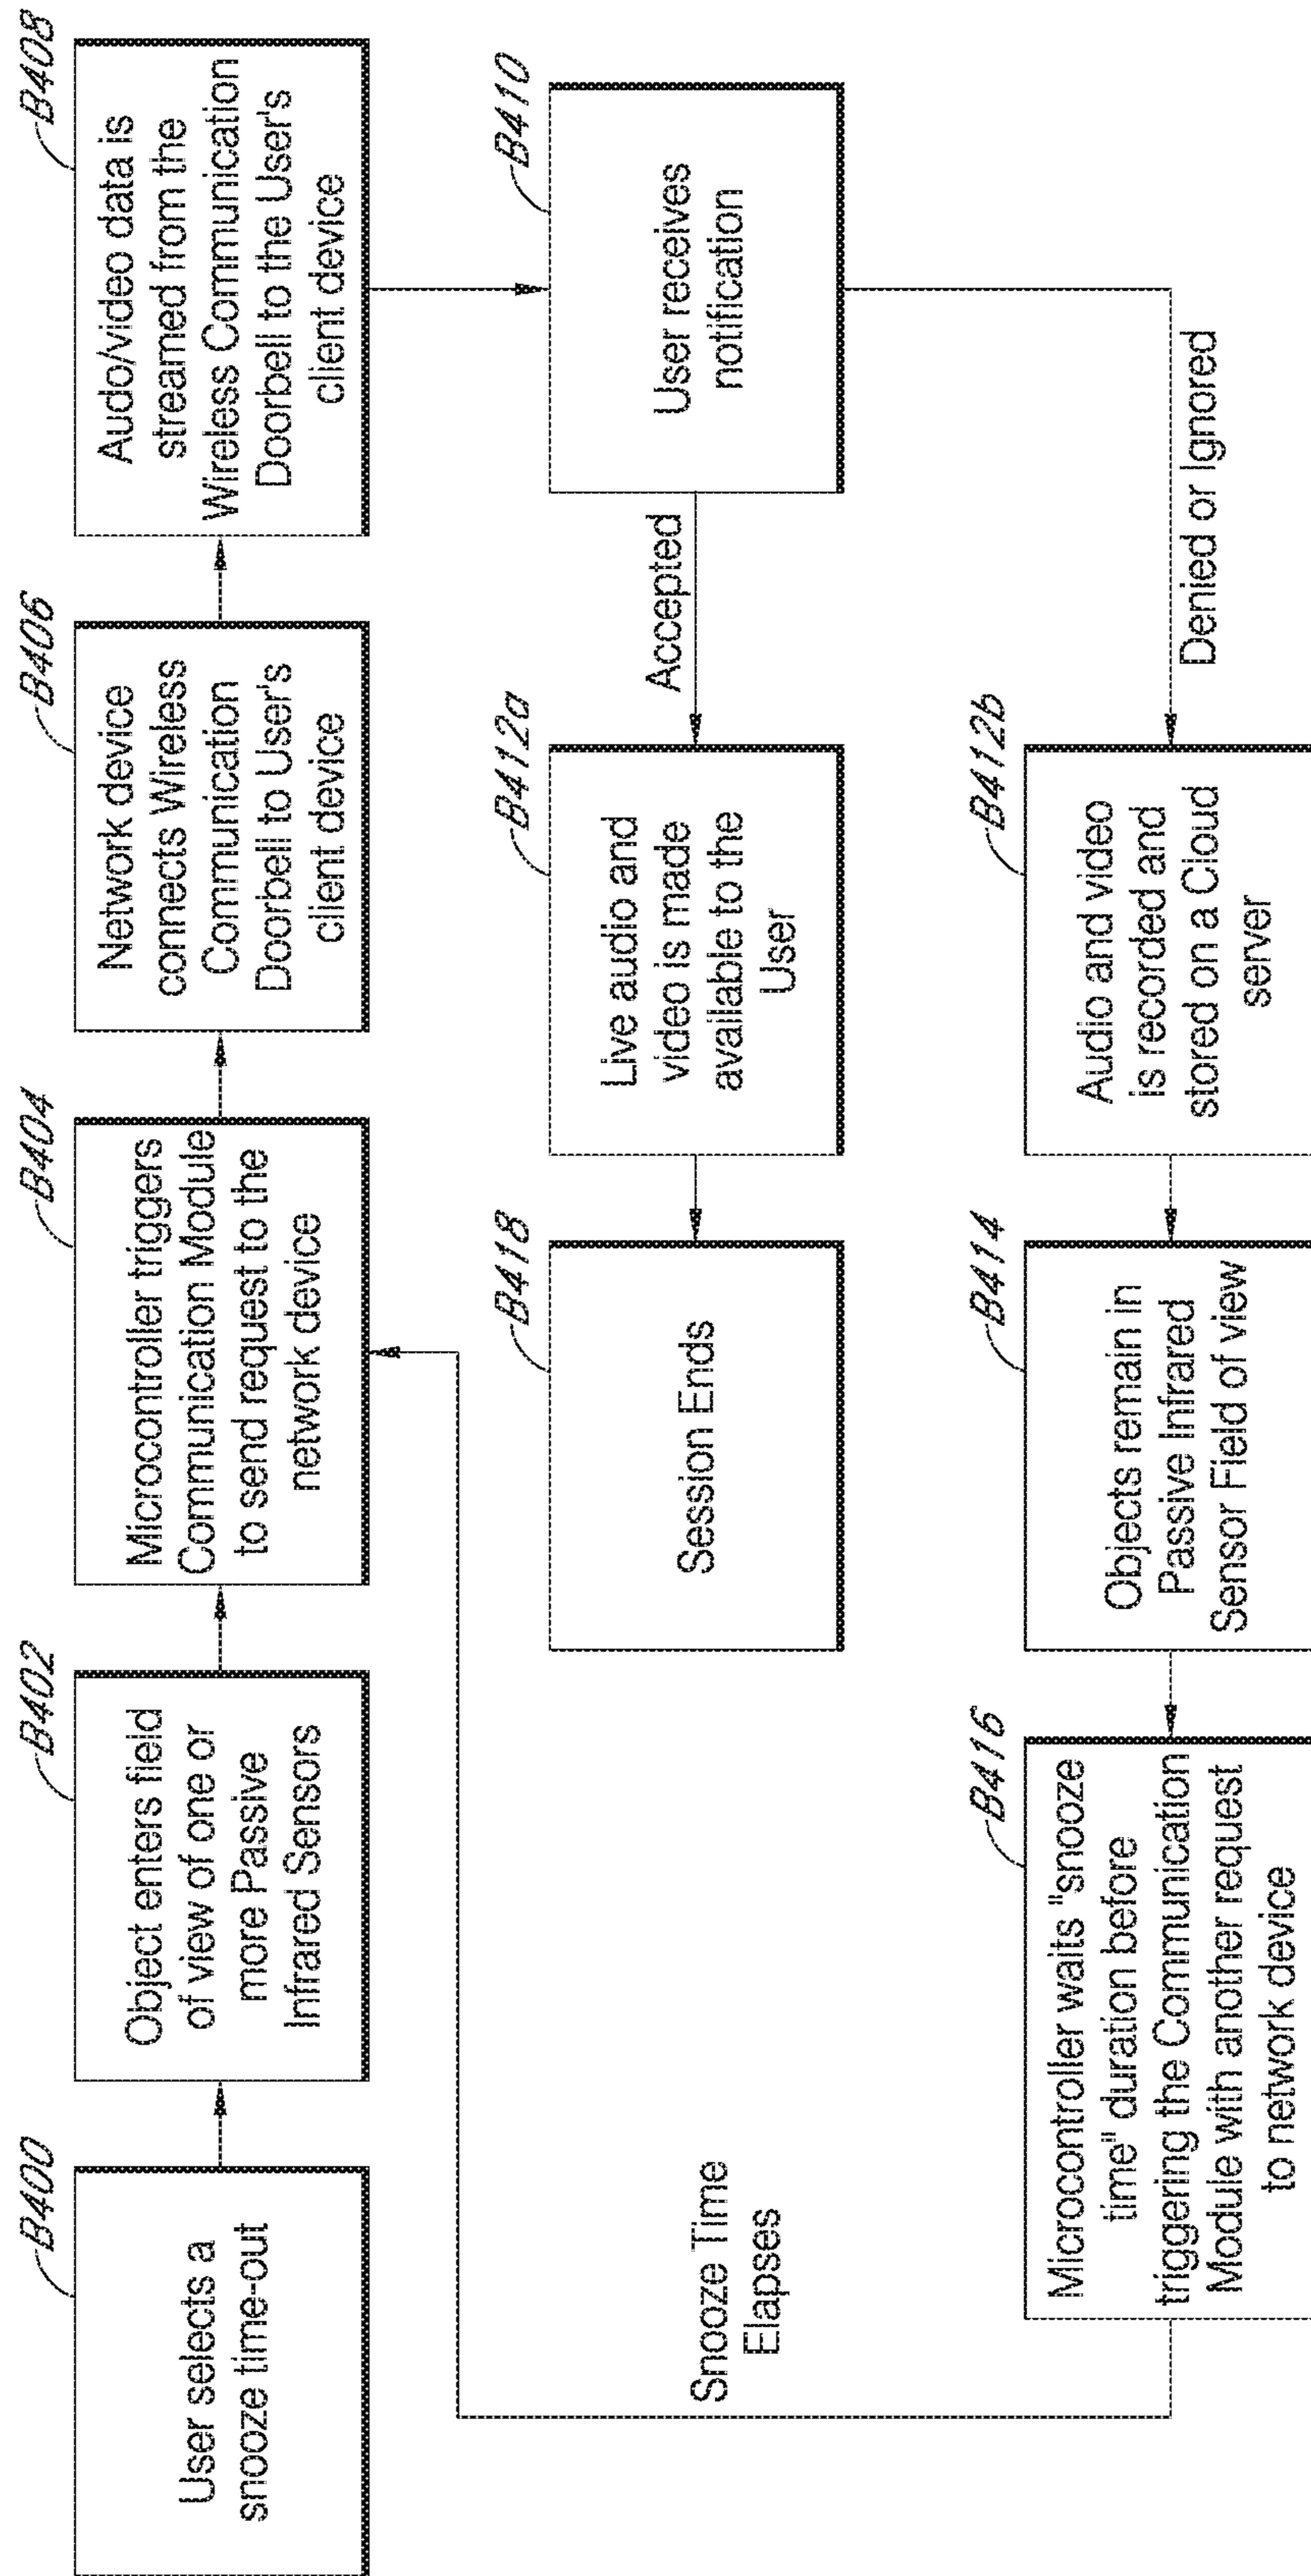 B400
User selects a
snooze time-out
B402
Object enters field
of view of one or
more Passive
Infrared Sensors
B404
Microcontroller triggers
Communication Module
to send request to the
network device
B406
Network device
connects Wireless
Communication
Doorbell to User's
client device
B408
Audo/video data is
streamed from the
Wireless Communication
Doorbell to the User's
client device
B410
User receives
notification
Accepted
B412a
Live audio and
video is made
available to the
User
B418
Session Ends
Denied or Ignored
B412b
Audio and video
is recorded and
stored on a Cloud
server
B414
Objects remain in
Passive Infrared
Sensor Field of view
B416
Microcontroller waits "snooze
time" duration before
triggering the Communication
Module with another request
to network device
Snooze Time
Elapses